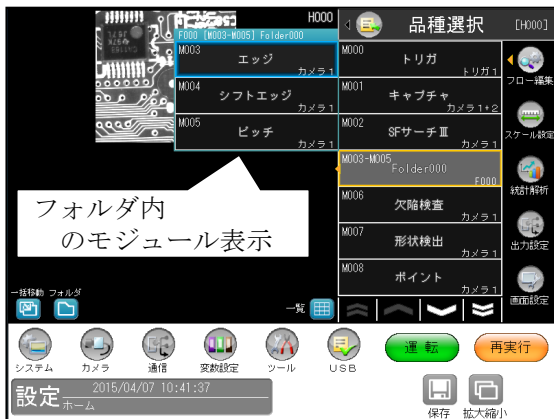 H000
品種選択
[H000]
F000 [M003-M005] Folder000
M003
エッジ
カメラ1
M004
シフトエッジ
カメラ1
M005
ピッチ
カメラ1
M000
トリガ
トリガ1
M001
キャプチャ
カメラ1+2
M002
SFサーチⅢ
カメラ1
M003-M005
Folder000
F000
M006
欠陥検査
カメラ1
M007
形状検出
カメラ1
M008
ポイント
カメラ1
フロー編集
スケール設定
統計解析
出力設定
画面設定
フォルダ内
のモジュール表示
一括移動 フォルダ
一覧
システム
カメラ
通信
変数設定
ツール
USB
運転
再実行
設定
2015/04/07 10:41:37
ホーム
保存
拡大縮小